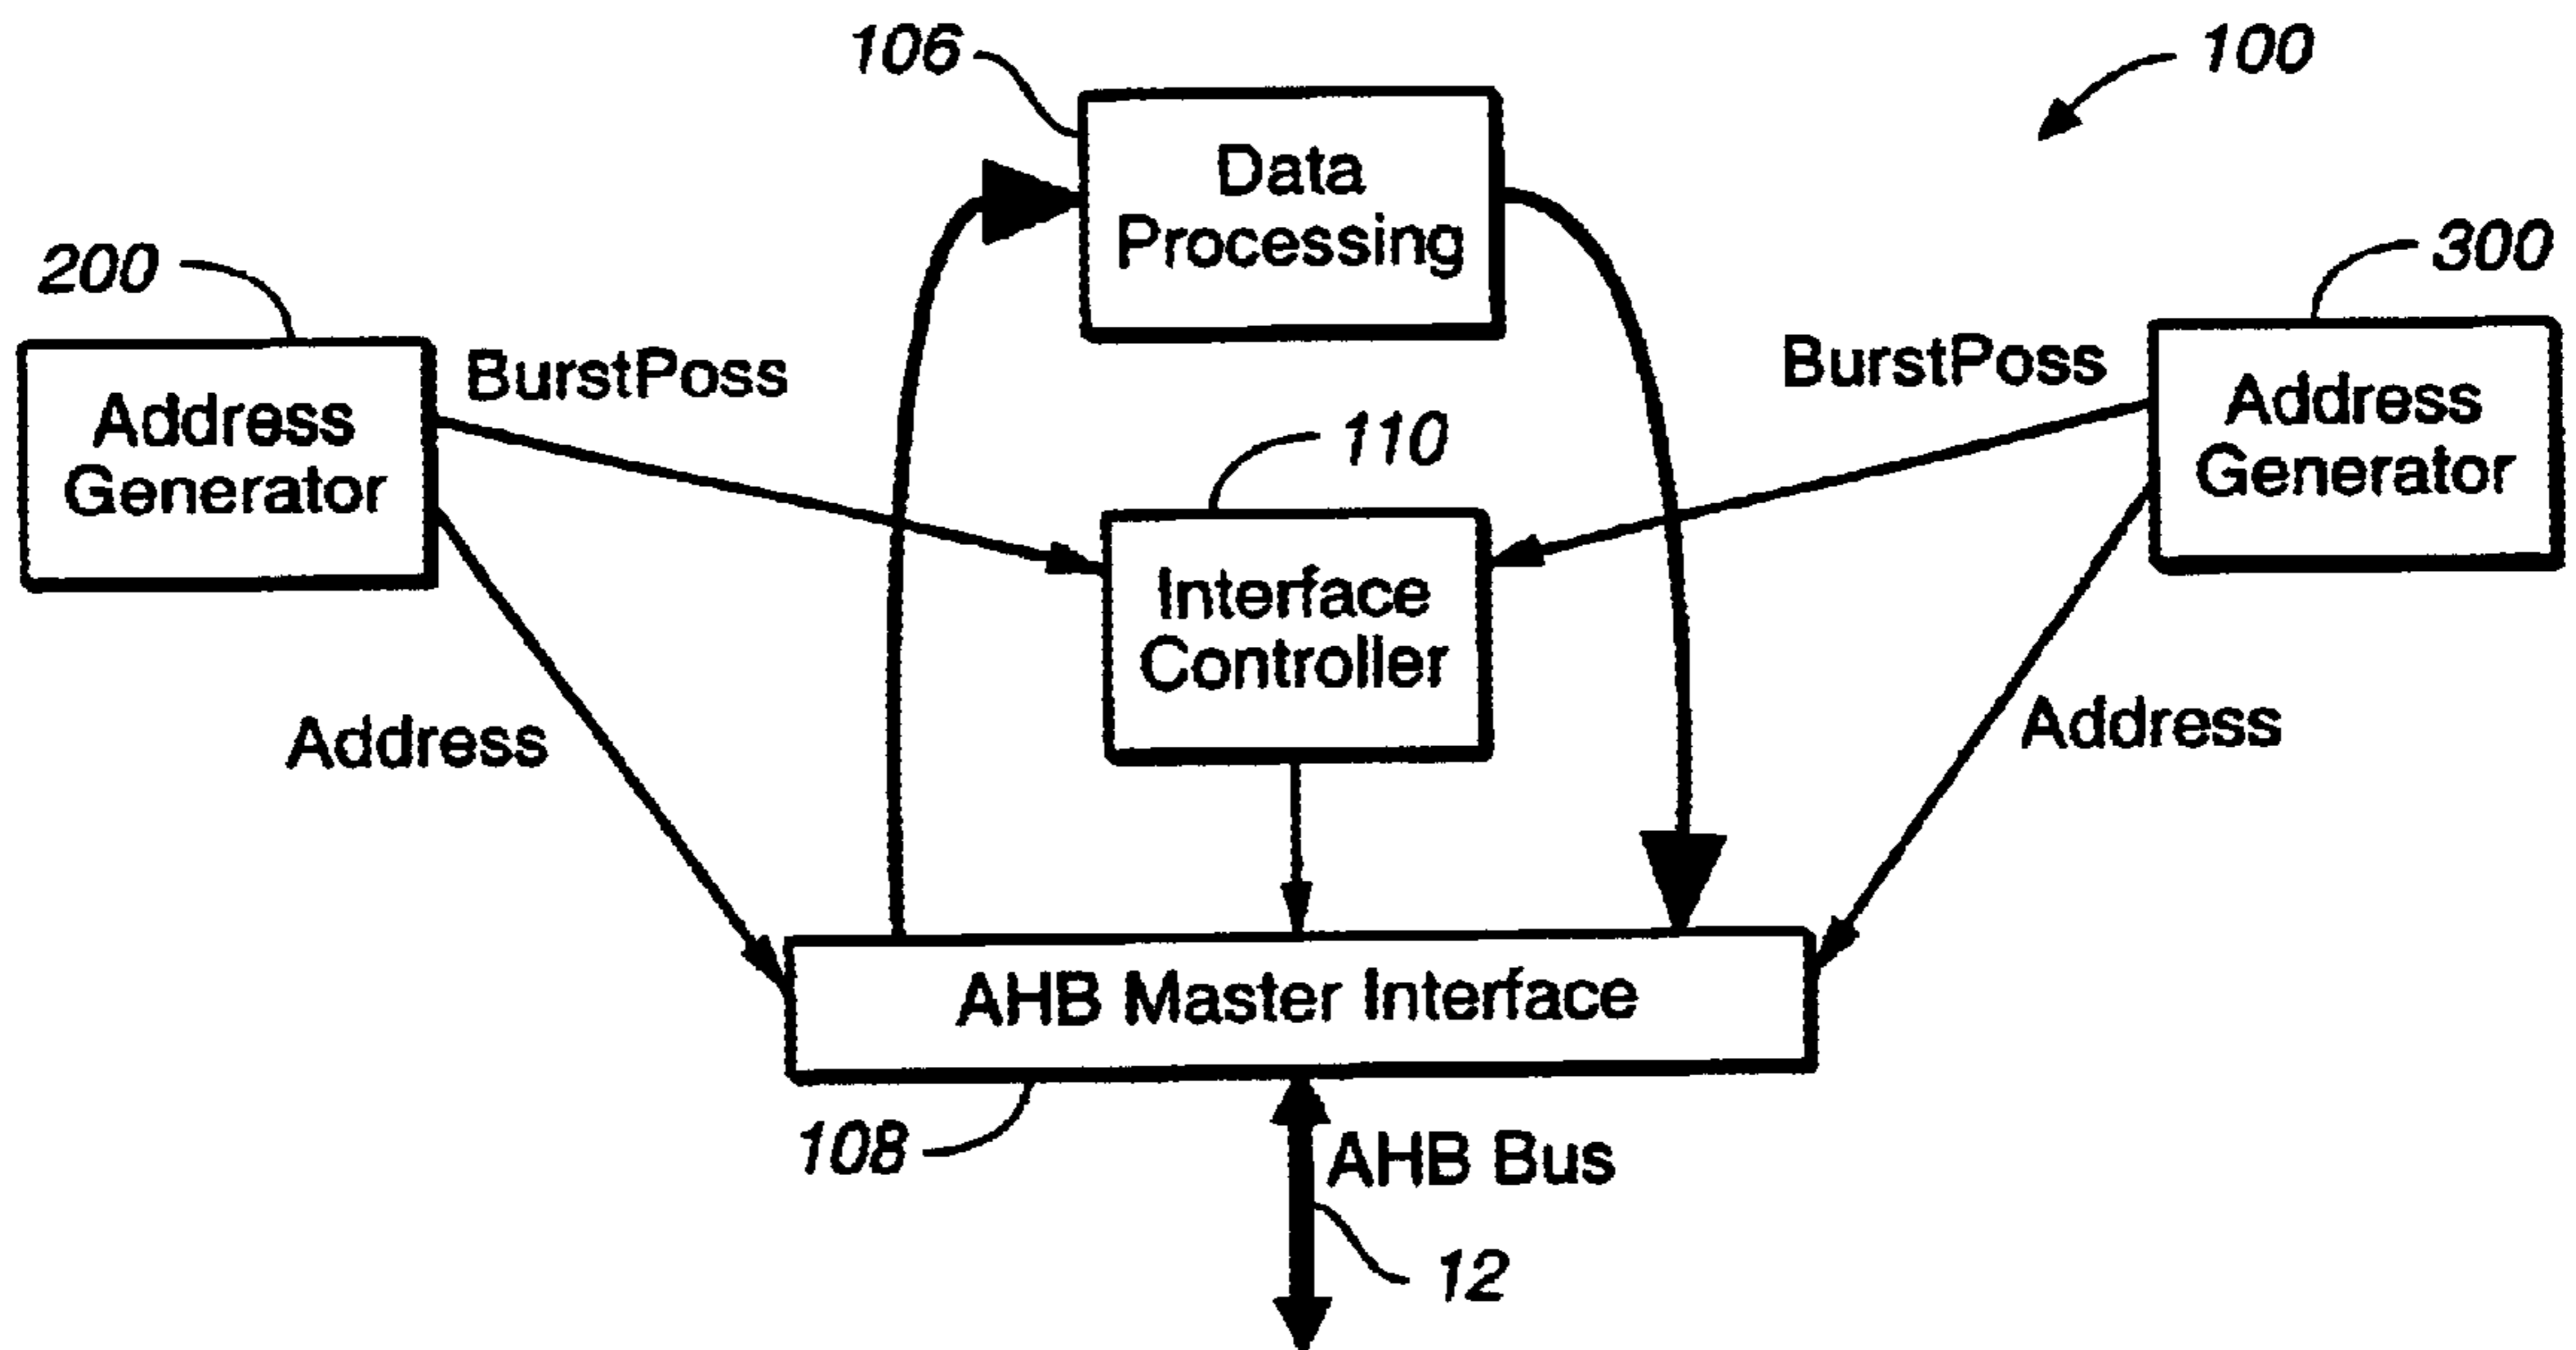 106
100
Data
Processing
200
300
BurstPoss
BurstPoss
Address
Generator
Address
Generator
110
Interface
Controller
Address
Address
AHB Master Interface
108
AHB Bus
12